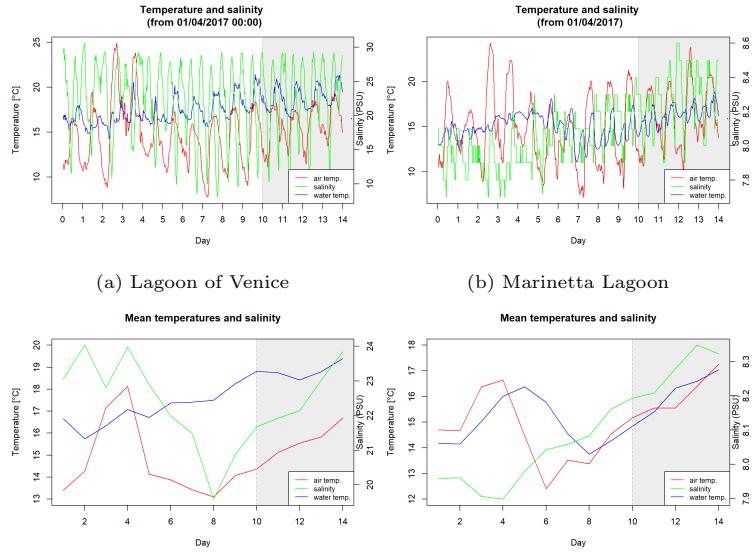 Temperature and salinity
(from 01/04/2017 00:00)
25
20
15
10
Temperature [°C]
30
25
20
15
10
Salinity (PSU)
air temp.
salinity
water temp.
0 1 2 3 4 5 6 7 8 9 10 11 12 13 14
Day
Temperature and salinity
(from 01/04/2017)
20
15
10
Temperature [°C]
8.6
8.4
8.2
8.0
7.8
Salinity (PSU)
air temp.
salinity
water temp.
0 1 2 3 4 5 6 7 8 9 10 11 12 13 14
Day
(a) Lagoon of Venice
(b) Marinetta Lagoon
Mean temperatures and salinity
20
19
18
17
16
15
14
13
Temperature [°C]
24
23
22
21
20
Salinity (PSU)
air temp.
salinity
water temp.
2 4 6 8 10 12 14
Day
Mean temperatures and salinity
18
17
16
15
14
13
12
Temperature [°C]
8.3
8.2
8.1
8.0
7.9
Salinity (PSU)
air temp.
salinity
water temp.
2 4 6 8 10 12 14
Day